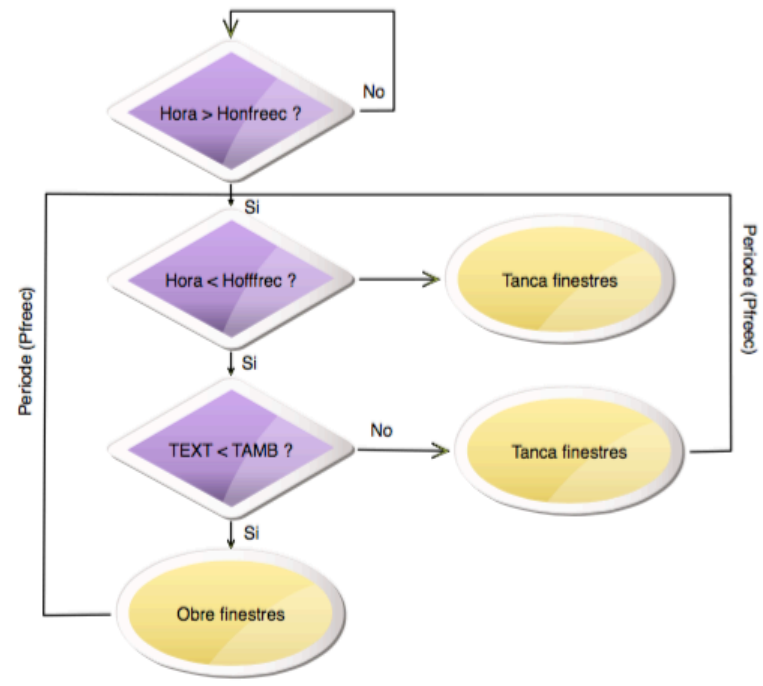 No
Hora > Honfreec ?
Si
Hora < Hofffrec ?
Tanca finestres
Periode (Pfreec)
Periode (Pfreec)
Si
No
TEXT < TAMB ?
Tanca finestres
Si
Obre finestres